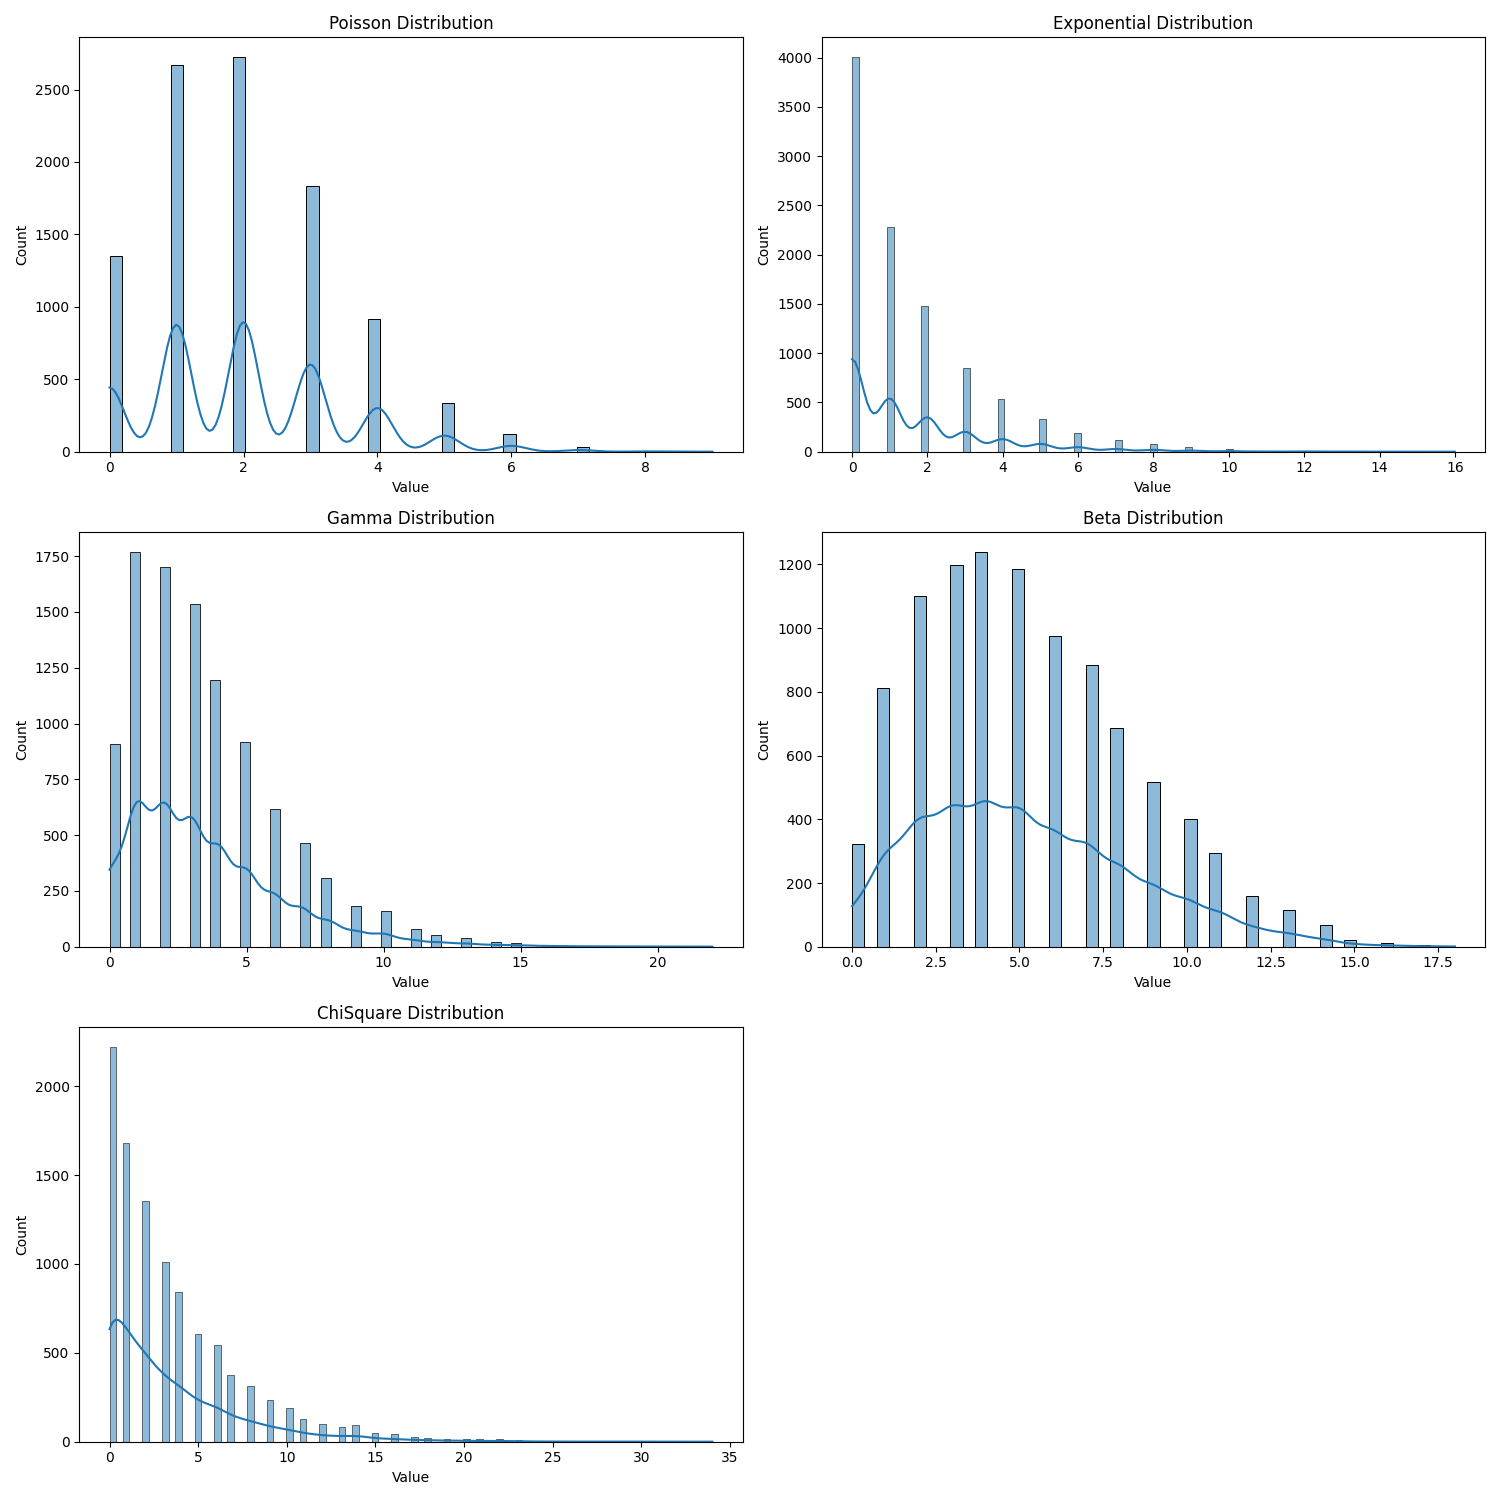 Poisson Distribution
Count
2500
2000
1500
1000
500
0
0 2 4 6 8
Value
Exponential Distribution
Count
4000
3500
3000
2500
2000
1500
1000
500
0
0 2 4 6 8 10 12 14 16
Value
Gamma Distribution
Count
1750
1500
1250
1000
750
500
250
0
0 5 10 15 20
Value
Beta Distribution
Count
1200
1000
800
600
400
200
0
0.0 2.5 5.0 7.5 10.0 12.5 15.0 17.5
Value
ChiSquare Distribution
Count
2000
1500
1000
500
0
0 5 10 15 20 25 30 35
Value